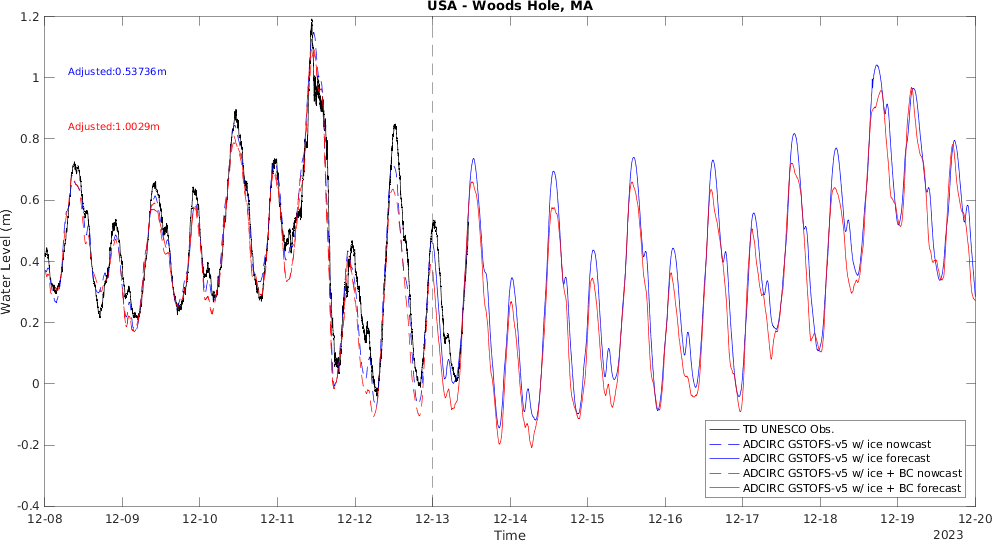 USA - Woods Hole, MA
1.2
1
0.8
0.6
0.4
0.2
0
-0.2
-0.4
Water Level (m)
Adjusted:0.53736m
Adjusted:1.0029m
TD UNESCO Obs.
ADCIRC GSTOFS-v5 w/ ice nowcast
ADCIRC GSTOFS-v5 w/ ice forecast
ADCIRC GSTOFS-v5 w/ ice + BC nowcast
ADCIRC GSTOFS-v5 w/ ice + BC forecast
12-08 12-09 12-10 12-11 12-12 12-13 12-14 12-15 12-16 12-17 12-18 12-19 12-20
Time
2023